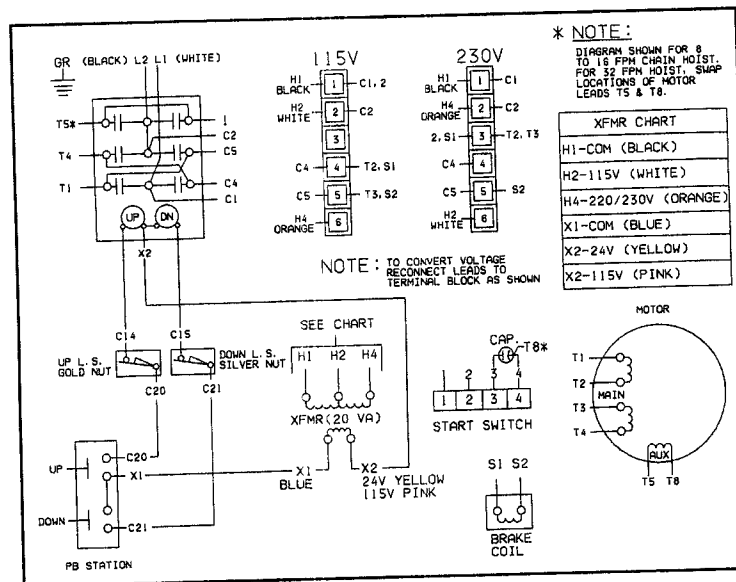 GR (BLACK) L2 L1 (WHITE)
T5*
1
C2
T4
C5
T1
C4
C1
UP
DN
X2
115V
H1
BLACK
1
C1,2
H2
WHITE
2
C2
3
C4
4
T2,S1
C5
5
T3,S2
H4
ORANGE
6
230V
H1
BLACK
1
C1
H4
ORANGE
2
C2
2,S1
3
T2,T3
C4
4
C5
5
S2
H2
WHITE
6
NOTE: TO CONVERT VOLTAGE
RECONNECT LEADS TO
TERMINAL BLOCK AS SHOWN
* NOTE:
DIAGRAM SHOWN FOR 8
TO 16 FPM CHAIN HOIST.
FOR 32 FPM HOIST, SWAP
LOCATIONS OF MOTOR
LEADS T5 & T8.
XFMR CHART
H1-COM (BLACK)
H2-115V (WHITE)
H4-220/230V (ORANGE)
X1-COM (BLUE)
X2-24V (YELLOW)
X2-115V (PINK)
C14
C15
UP L.S.
GOLD NUT
DOWN L.S.
SILVER NUT
C20
C21
SEE CHART
H1 H2 H4
XFMR(20 VA)
X1
BLUE
X2
24V YELLOW
115V PINK
CAP.
T8*
2 3 4
1 2 3 4
START SWITCH
S1 S2
BRAKE
COIL
MOTOR
T1
T2
MAIN
T3
T4
AUX
T5 T8
UP
C20
X1
DOWN
C21
PB STATION